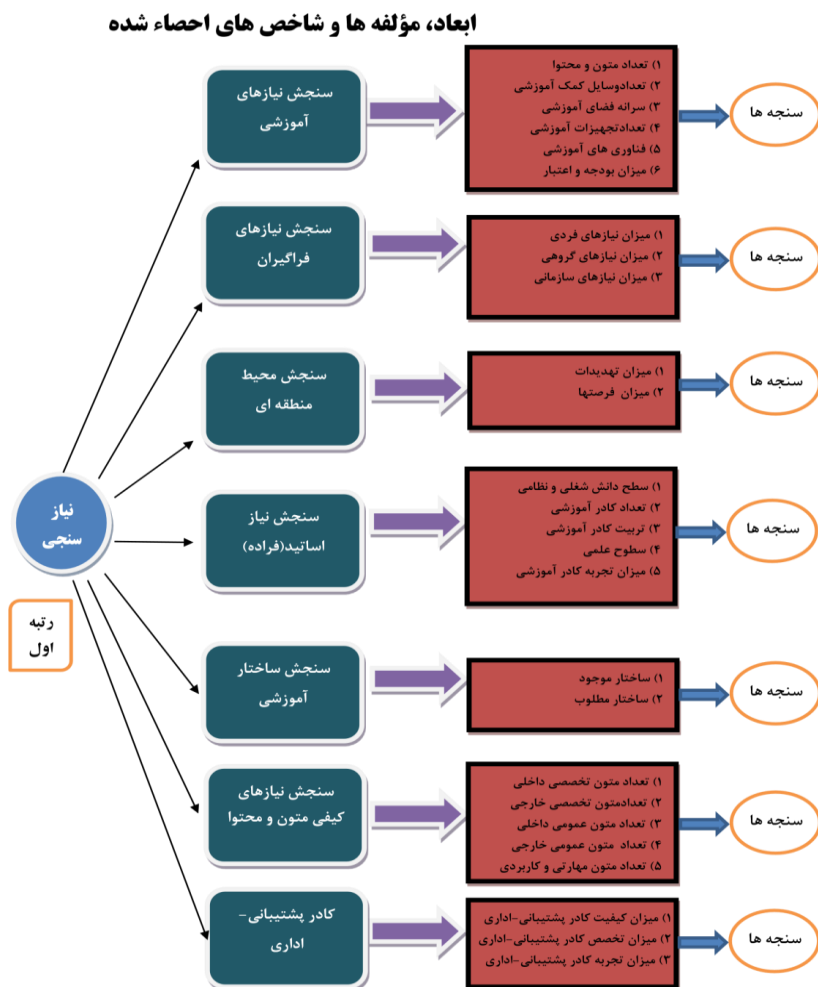 ابعاد، مؤلفه ها و شاخص های احصاء شده
سنجش نیازهای
آموزشی
۱) تعداد متون و محتوا
۲) تعدادوسایل کمک آموزشی
۳) سرانه فضای آموزشی
۴) تعدادتجهیزات آموزشی
۵) فناوری های آموزشی
۶) میزان بودجه و اعتبار
سنجه ها
سنجش نیازهای
فراگیران
۱) میزان نیازهای فردی
۲) میزان نیازهای گروهی
۳) میزان نیازهای سازمانی
سنجه ها
سنجش محیط
منطقه ای
۱) میزان تهدیدات
۲) میزان فرصتها
سنجه ها
نیاز
سنجی
رتبه
اول
سنجش نیاز
اساتید(فراده)
۱) سطح دانش شغلی و نظامی
۲) تعداد کادر آموزشی
۳) تربیت کادر آموزشی
۴) سطوح علمی
۵) میزان تجربه کادر آموزشی
سنجه ها
سنجش ساختار
آموزشی
۱) ساختار موجود
۲) ساختار مطلوب
سنجه ها
سنجش نیازهای
کیفی متون و محتوا
۱) تعداد متون تخصصی داخلی
۲) تعدادمتون تخصصی خارجی
۳) تعداد متون عمومی داخلی
۴) تعداد متون عمومی خارجی
۵) تعداد متون مهارتی و کاربردی
سنجه ها
کادر پشتیبانی-
اداری
۱) میزان کیفیت کادر پشتیبانی-اداری
۲) میزان تخصص کادر پشتیبانی-اداری
۳) میزان تجربه کادر پشتیبانی-اداری
سنجه ها